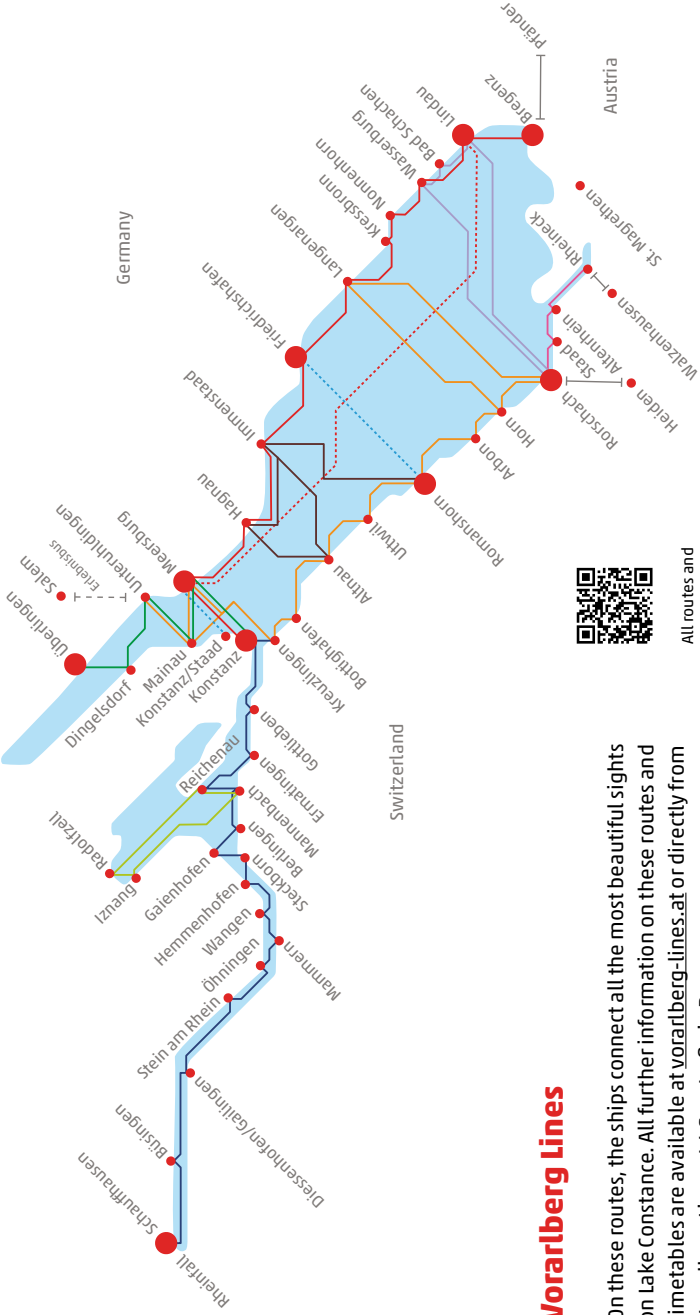 Überlingen
Salem
Erlebnisbus
Unteruhldingen
Dingelsdorf
Meersburg
Mainau
Konstanz/Staad
Konstanz
Hagnau
Immenstaad
Friedrichshafen
Germany
Langenargen
Kressbronn
Nonnenhorn
Wasserburg
Bad Schachen
Lindau
Bregenz
Pfänder
Austria
St. Magrethen
Rheineck
Walzenhausen
Altenrhein
Staad
Rorschach
Heiden
Horn
Arbon
Romanshorn
Uttwil
Altnau
Bottighofen
Kreuzlingen
Switzerland
Gottlieben
Reichenau
Ermatingen
Mannenbach
Berlingen
Radolfzell
Iznang
Gaienhofen
Steckborn
Hemmenhofen
Wangen
Mammern
Öhningen
Stein am Rhein
Diessenhofen/Gailingen
Büsingen
Schauffhausen
Rheinfall
Vorarlberg Lines
On these routes, the ships connect all the most beautiful sights
on Lake Constance. All further information on these routes and
timetables are available at vorarlberg-lines.at or directly from
All routes and